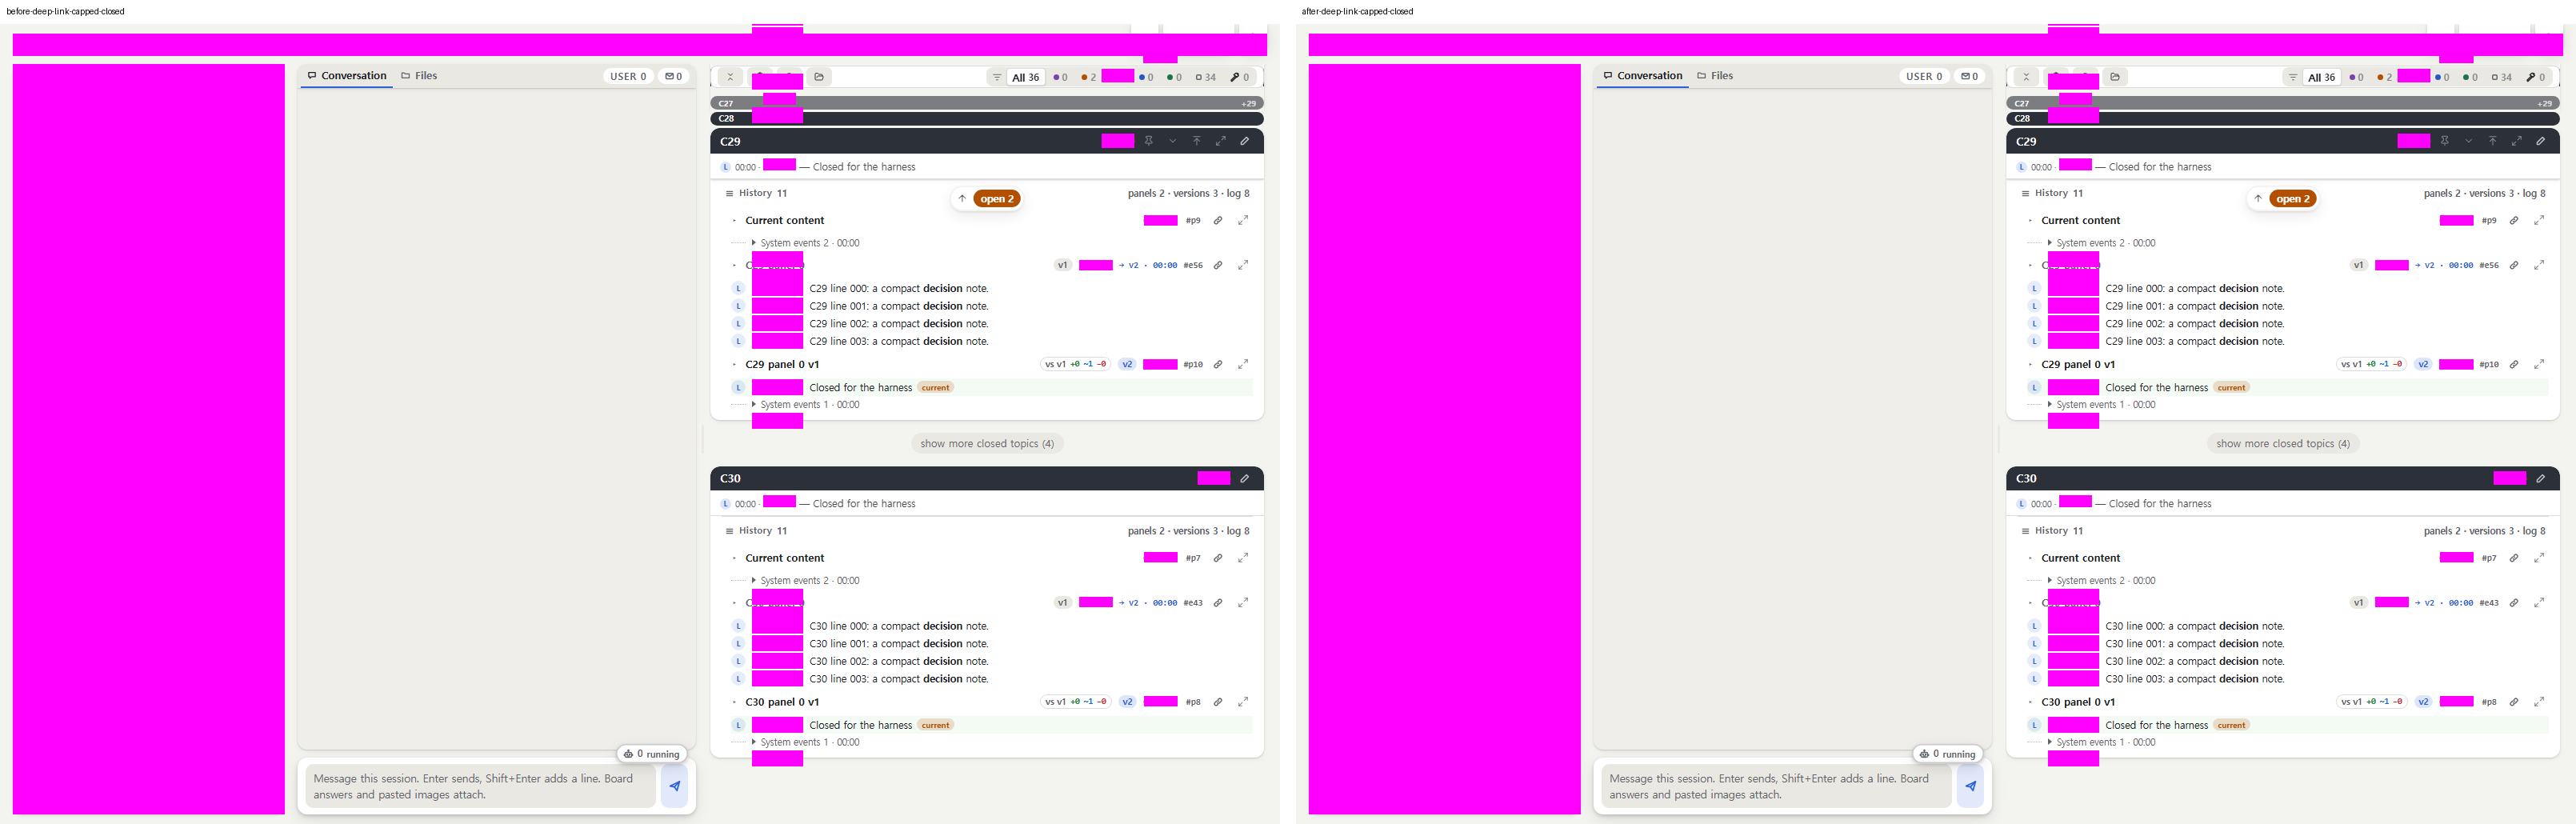 before-deep-link-capped-closed
Conversation Files USER 0 0
All 36 0 2 0 0 34 0
C27 +29
C28
C29
L 00:00 · — Closed for the harness
History 11 panels 2 · versions 3 · log 8
↑ open 2
Current content #p9
System events 2 · 00:00
v1 → v2 · 00:00 #e56
L C29 line 000: a compact decision note.
L C29 line 001: a compact decision note.
L C29 line 002: a compact decision note.
L C29 line 003: a compact decision note.
C29 panel 0 v1 vs v1 +0 ~1 −0 v2 #p10
L Closed for the harness current
System events 1 · 00:00
show more closed topics (4)
C30
L 00:00 · — Closed for the harness
History 11 panels 2 · versions 3 · log 8
Current content #p7
System events 2 · 00:00
v1 → v2 · 00:00 #e43
L C30 line 000: a compact decision note.
L C30 line 001: a compact decision note.
L C30 line 002: a compact decision note.
L C30 line 003: a compact decision note.
C30 panel 0 v1 vs v1 +0 ~1 −0 v2 #p8
L Closed for the harness current
System events 1 · 00:00
0 running
Message this session. Enter sends, Shift+Enter adds a line. Board
answers and pasted images attach.
after-deep-link-capped-closed
Conversation Files USER 0 0
All 36 0 2 0 0 34 0
C27 +29
C28
C29
L 00:00 · — Closed for the harness
History 11 panels 2 · versions 3 · log 8
↑ open 2
Current content #p9
System events 2 · 00:00
v1 → v2 · 00:00 #e56
L C29 line 000: a compact decision note.
L C29 line 001: a compact decision note.
L C29 line 002: a compact decision note.
L C29 line 003: a compact decision note.
C29 panel 0 v1 vs v1 +0 ~1 −0 v2 #p10
L Closed for the harness current
System events 1 · 00:00
show more closed topics (4)
C30
L 00:00 · — Closed for the harness
History 11 panels 2 · versions 3 · log 8
Current content #p7
System events 2 · 00:00
v1 → v2 · 00:00 #e43
L C30 line 000: a compact decision note.
L C30 line 001: a compact decision note.
L C30 line 002: a compact decision note.
L C30 line 003: a compact decision note.
C30 panel 0 v1 vs v1 +0 ~1 −0 v2 #p8
L Closed for the harness current
System events 1 · 00:00
0 running
Message this session. Enter sends, Shift+Enter adds a line. Board
answers and pasted images attach.